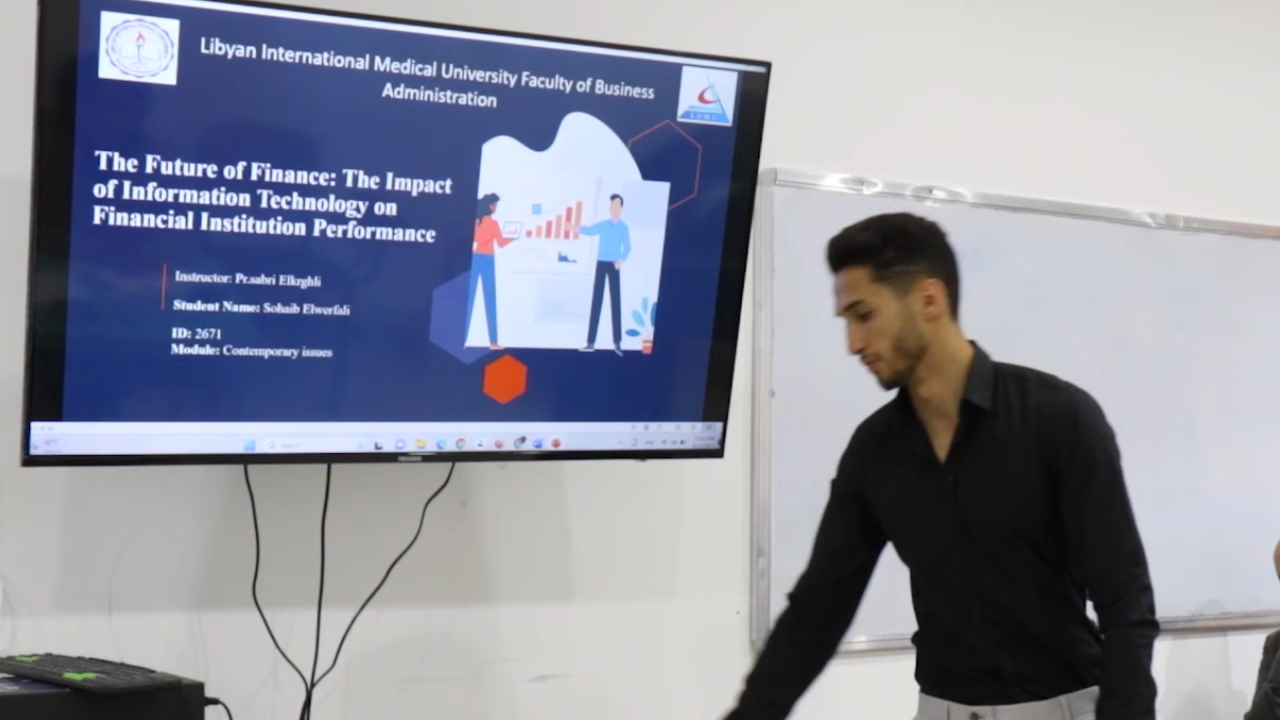 Libyan International Medical University Faculty of Business
Administration
The Future of Finance: The Impact
of Information Technology on
Financial Institution Performance
Instructor: Pr.sabri Elkrghli
Student Name: Sohaib Elwerfali
ID: 2671
Module: Contemporary issues
Search